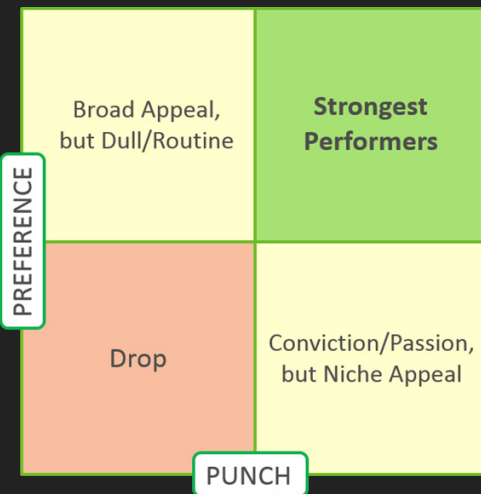 Broad Appeal,
but Dull/Routine
Strongest
Performers
PREFERENCE
Drop
Conviction/Passion,
but Niche Appeal
PUNCH